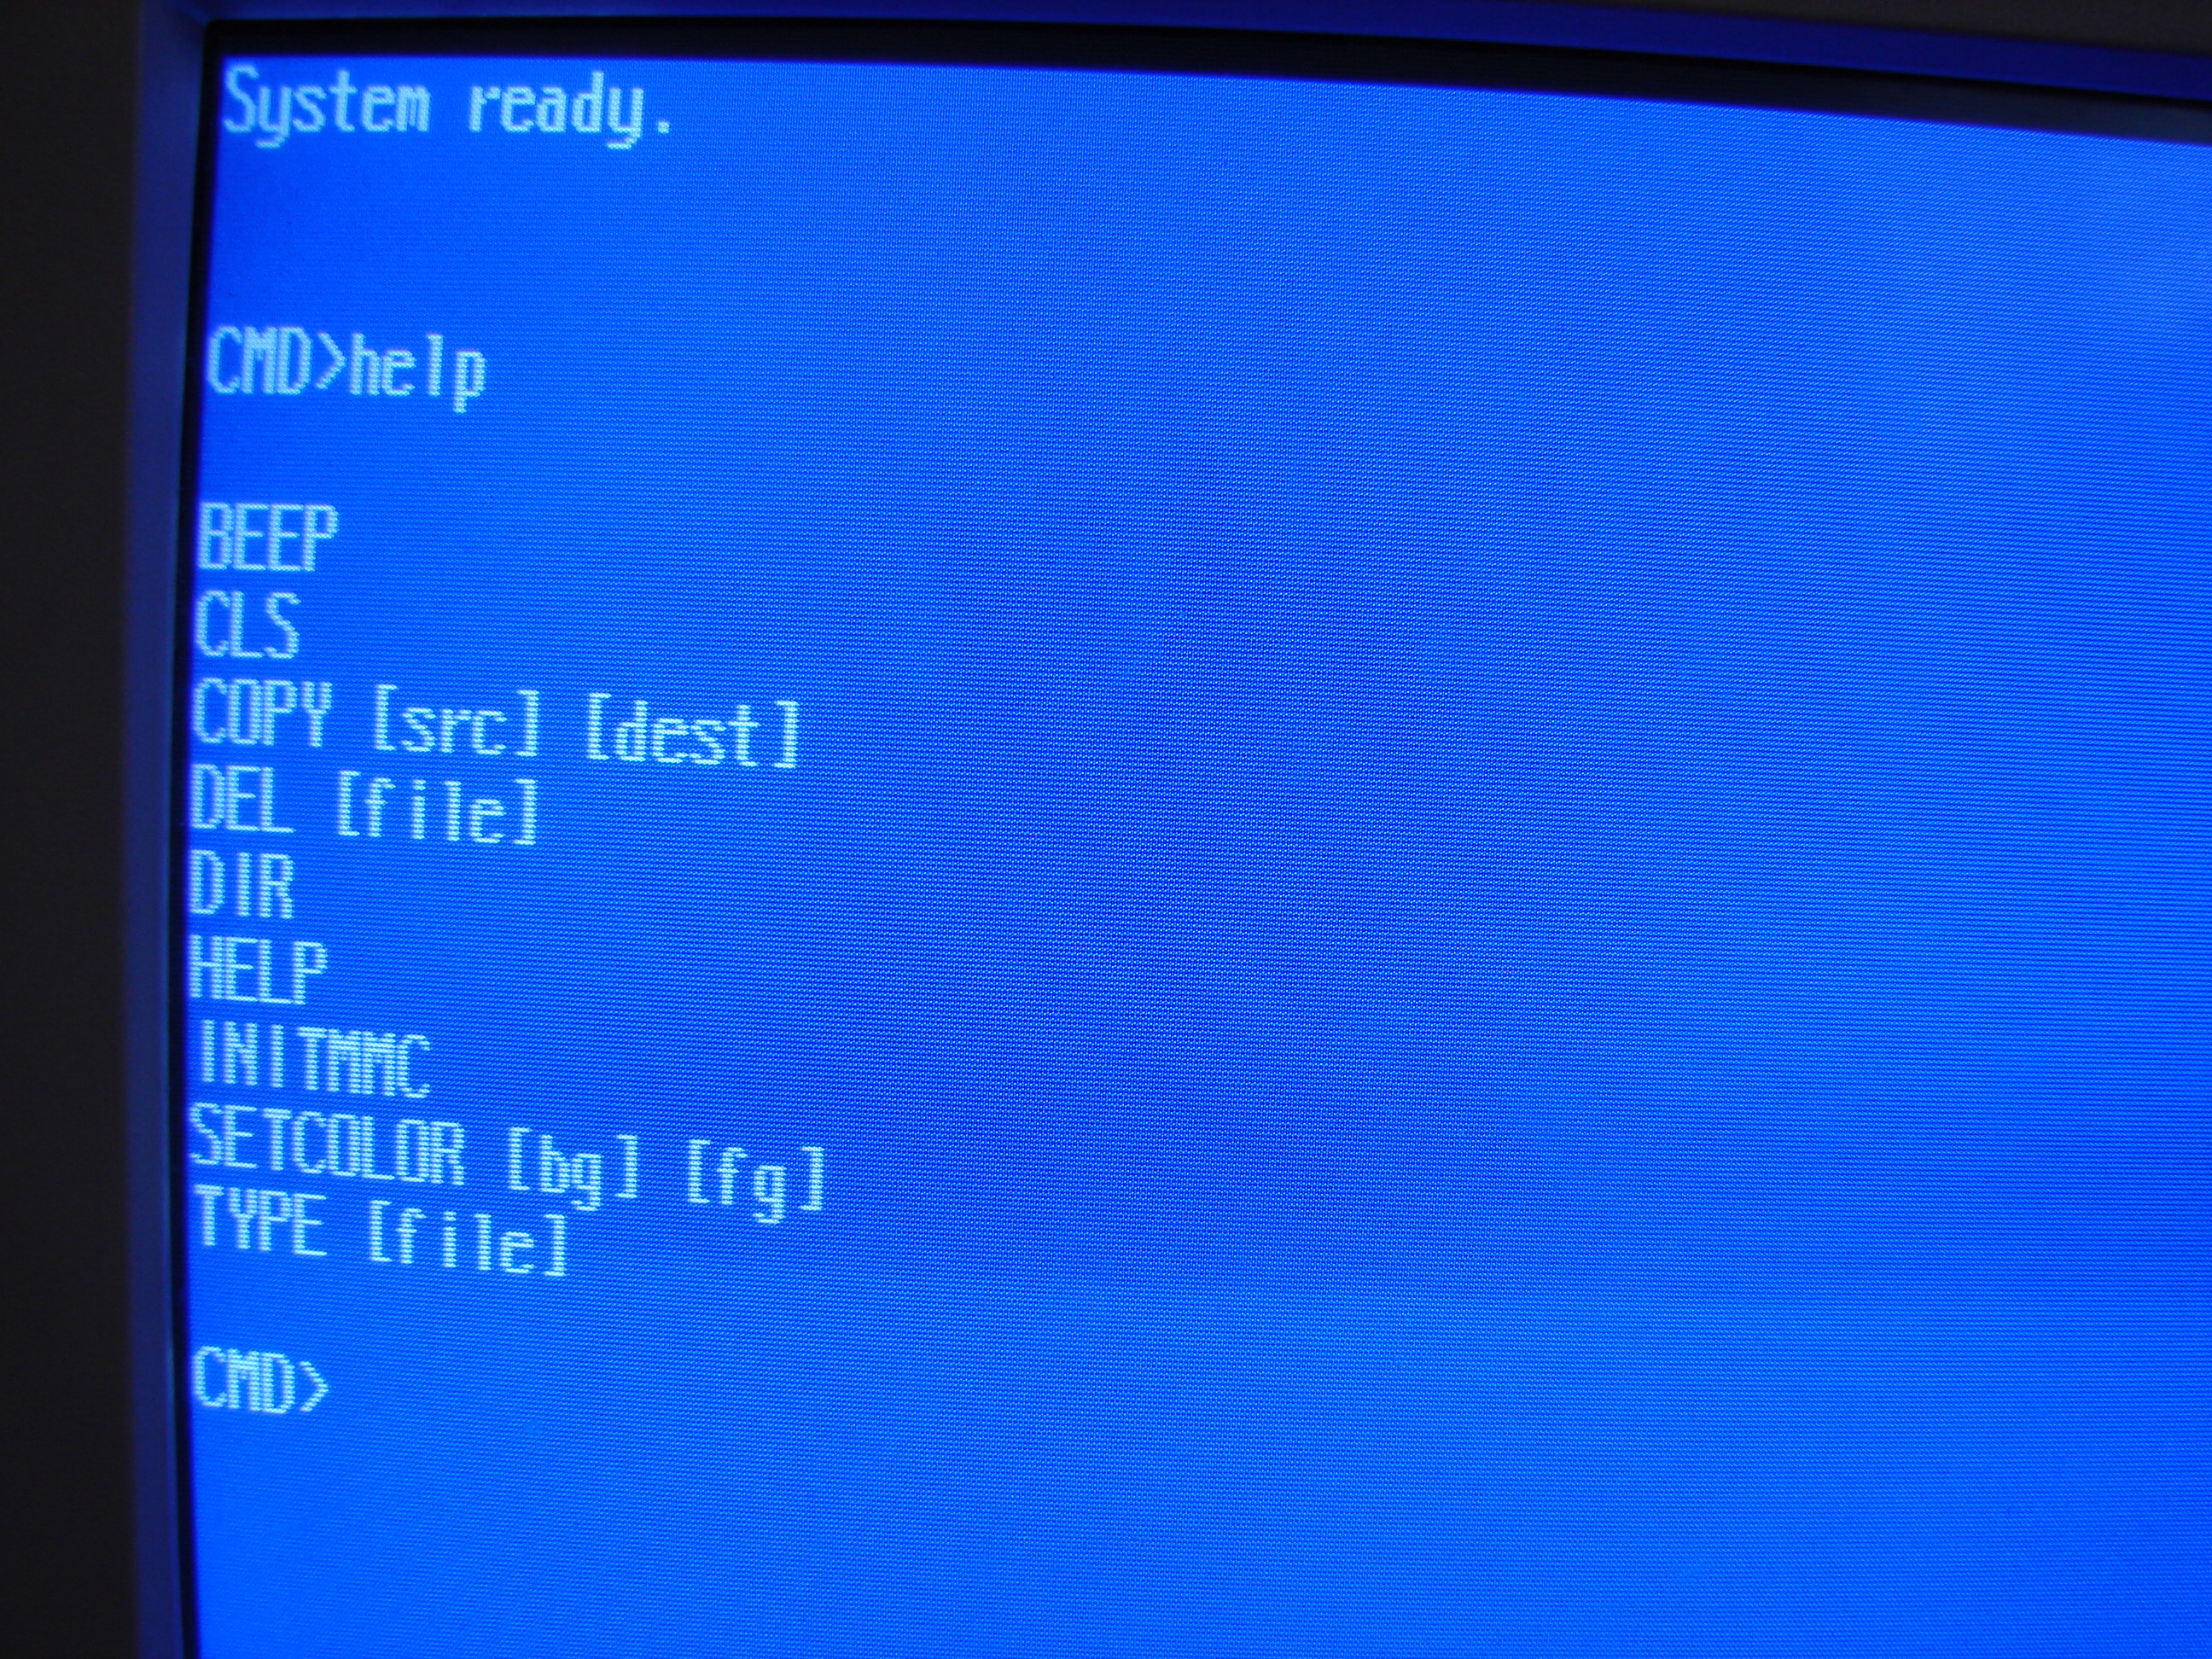 System ready.
CMD>help
BEEP
CLS
COPY [src] [dest]
DEL [file]
DIR
HELP
INITMMC
SETCOLOR [bg] [fg]
TYPE [file]
CMD>